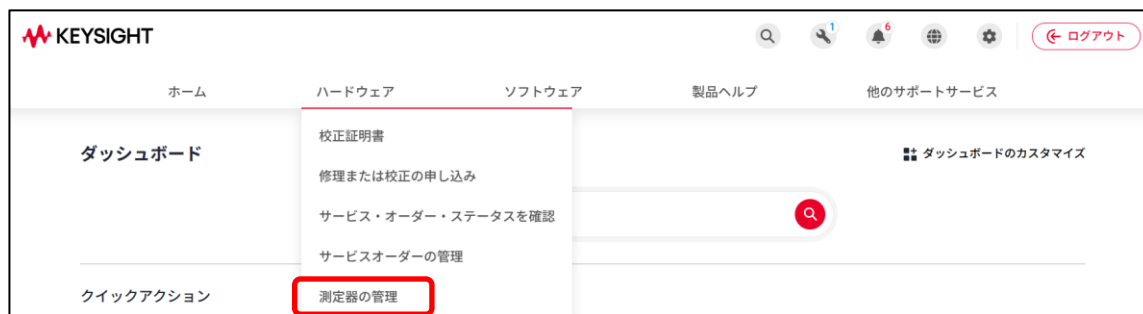 KEYSIGHT
1
6
ログアウト
ホーム
ハードウェア
ソフトウェア
製品ヘルプ
他のサポートサービス
校正証明書
ダッシュボード
ダッシュボードのカスタマイズ
修理または校正の申し込み
サービス・オーダー・ステータスを確認
サービスオーダーの管理
クイックアクション
測定器の管理